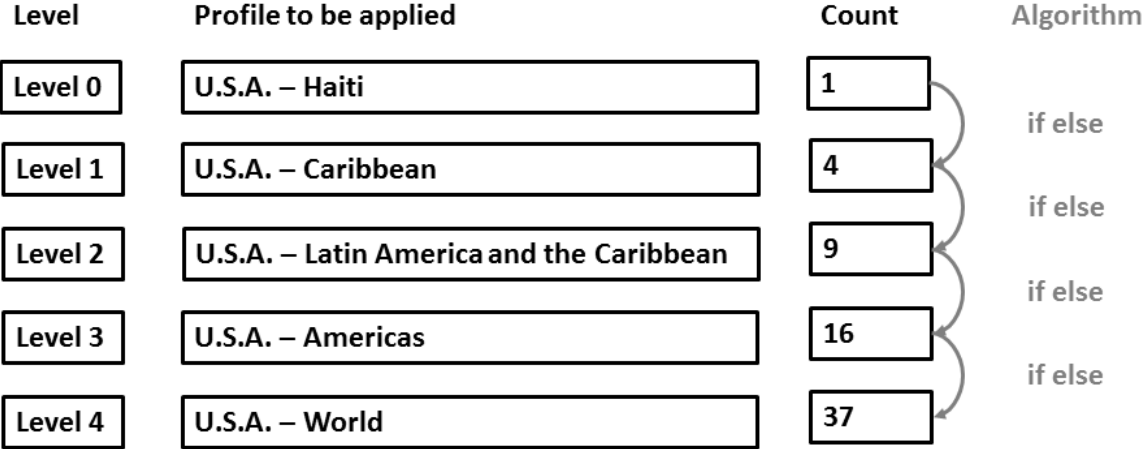 Level Profile to be applied Count Algorithm
Level 0 U.S.A. – Haiti 1
if else
Level 1 U.S.A. – Caribbean 4
if else
Level 2 U.S.A. – Latin America and the Caribbean 9
if else
Level 3 U.S.A. – Americas 16
if else
Level 4 U.S.A. – World 37